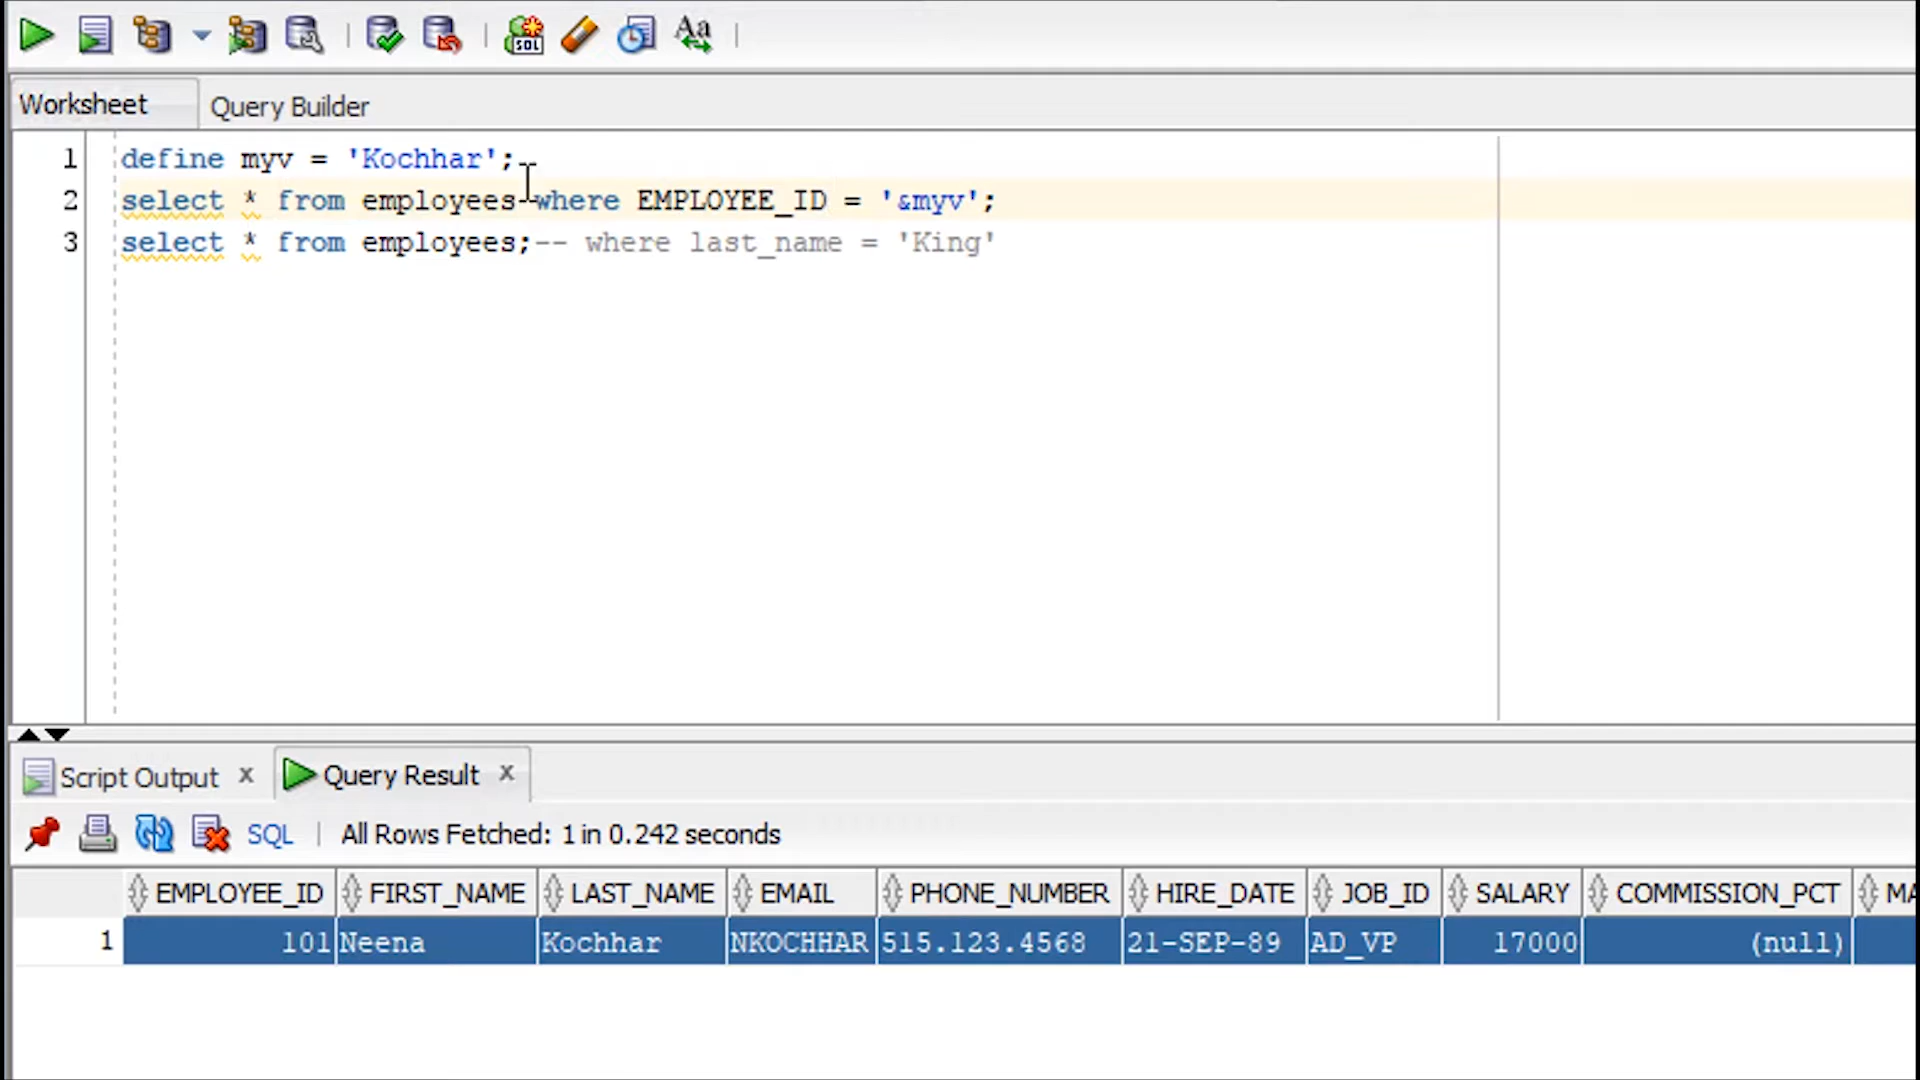 SQL
Aa
Worksheet
Query Builder
1 define myv = 'Kochhar';
2 select * from employees where EMPLOYEE_ID = '&myv';
3 select * from employees;-- where last_name = 'King'
Script Output x
Query Result x
SQL | All Rows Fetched: 1 in 0.242 seconds
EMPLOYEE_ID FIRST_NAME LAST_NAME EMAIL PHONE_NUMBER HIRE_DATE JOB_ID SALARY COMMISSION_PCT MA
1 101 Neena Kochhar NKOCHHAR 515.123.4568 21-SEP-89 AD_VP 17000 (null)